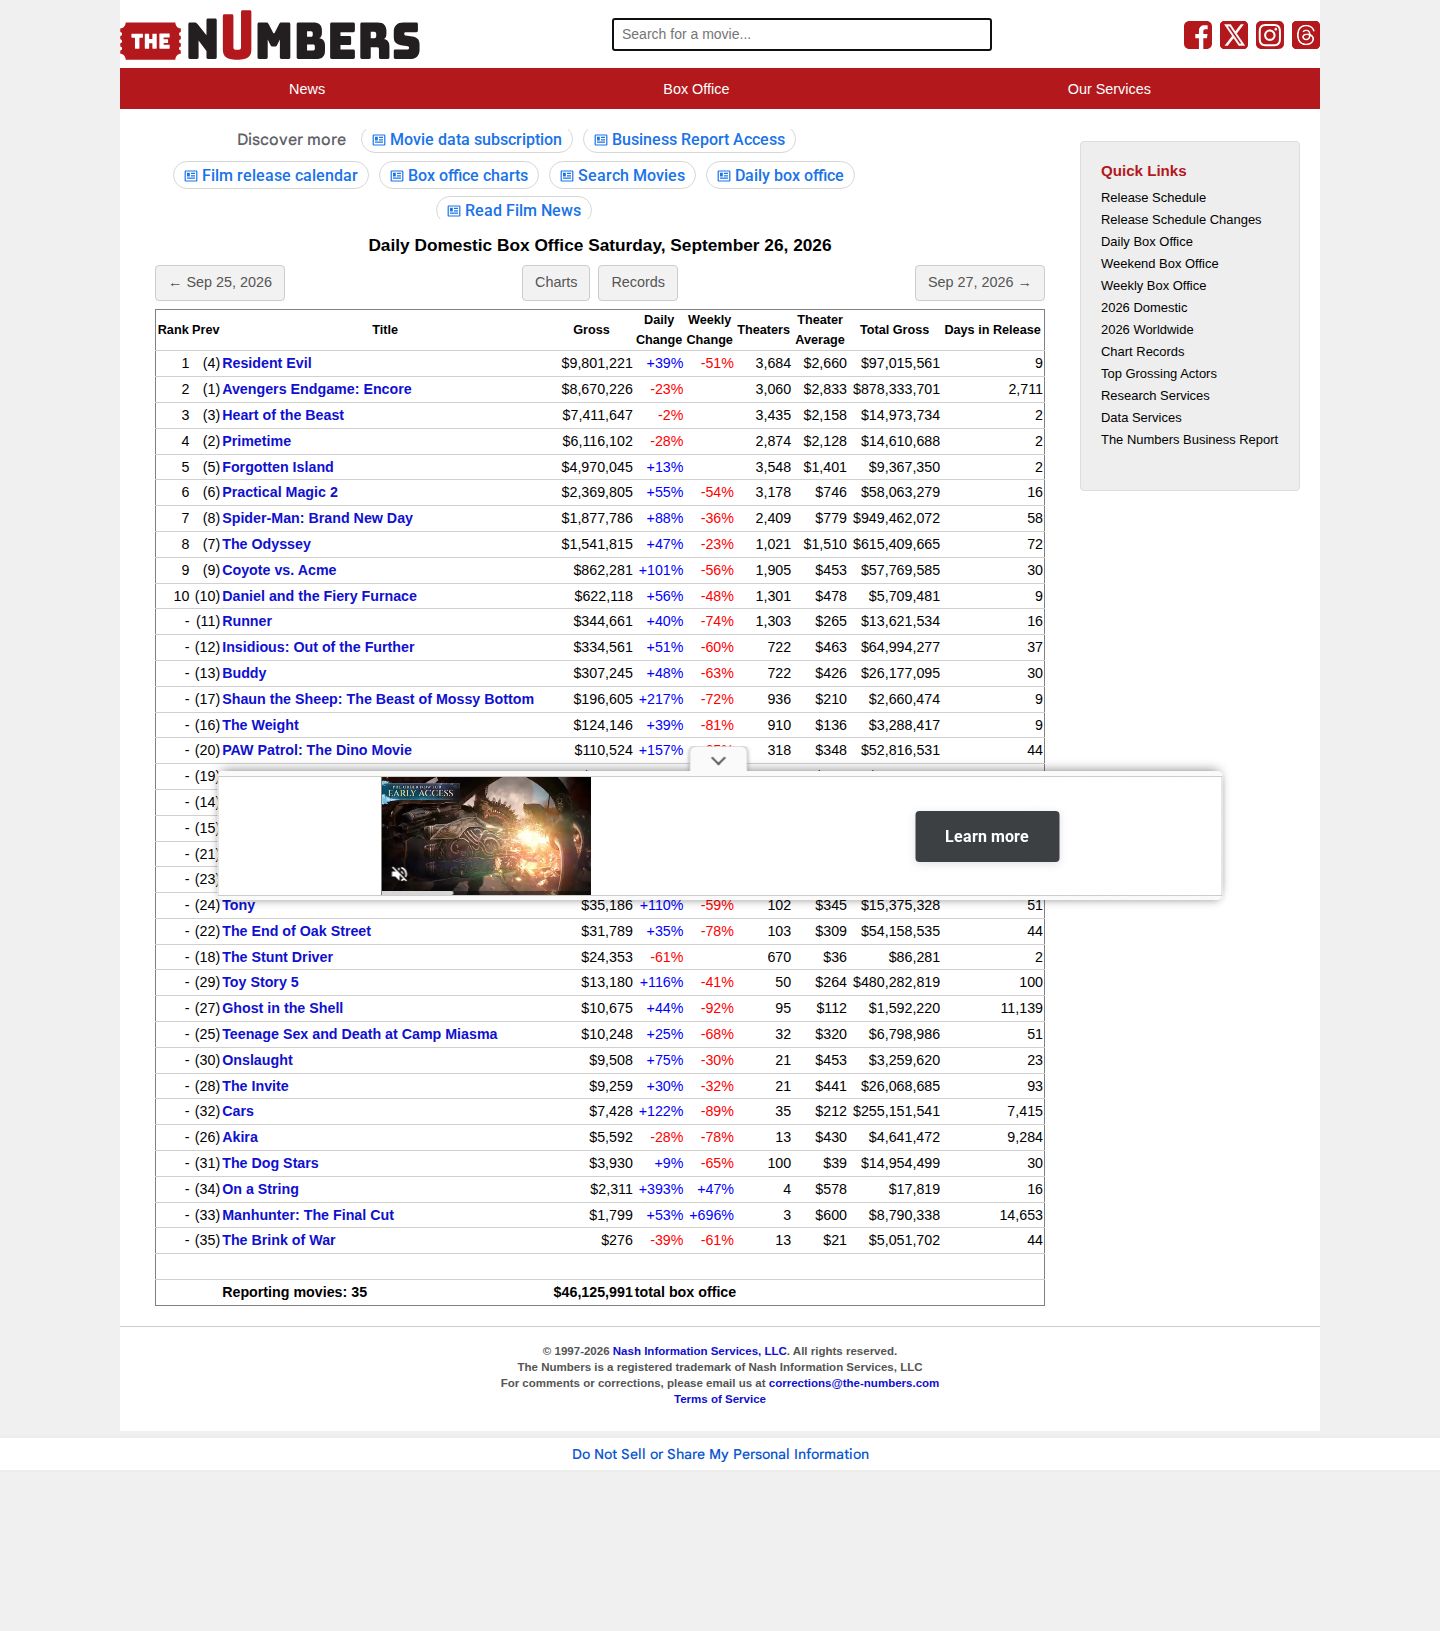 THE NUMBERS
Search for a movie...
News Box Office Our Services
Discover more Movie data subscription Business Report Access
Film release calendar Box office charts Search Movies Daily box office
Read Film News
Daily Domestic Box Office Saturday, September 26, 2026
← Sep 25, 2026 Charts Records Sep 27, 2026 →
Rank Prev Title Gross Daily Change Weekly Change Theaters Theater Average Total Gross Days in Release
1 (4) Resident Evil $9,801,221 +39% -51% 3,684 $2,660 $97,015,561 9
2 (1) Avengers Endgame: Encore $8,670,226 -23% 3,060 $2,833 $878,333,701 2,711
3 (3) Heart of the Beast $7,411,647 -2% 3,435 $2,158 $14,973,734 2
4 (2) Primetime $6,116,102 -28% 2,874 $2,128 $14,610,688 2
5 (5) Forgotten Island $4,970,045 +13% 3,548 $1,401 $9,367,350 2
6 (6) Practical Magic 2 $2,369,805 +55% -54% 3,178 $746 $58,063,279 16
7 (8) Spider-Man: Brand New Day $1,877,786 +88% -36% 2,409 $779 $949,462,072 58
8 (7) The Odyssey $1,541,815 +47% -23% 1,021 $1,510 $615,409,665 72
9 (9) Coyote vs. Acme $862,281 +101% -56% 1,905 $453 $57,769,585 30
10 (10) Daniel and the Fiery Furnace $622,118 +56% -48% 1,301 $478 $5,709,481 9
- (11) Runner $344,661 +40% -74% 1,303 $265 $13,621,534 16
- (12) Insidious: Out of the Further $334,561 +51% -60% 722 $463 $64,994,277 37
- (13) Buddy $307,245 +48% -63% 722 $426 $26,177,095 30
- (17) Shaun the Sheep: The Beast of Mossy Bottom $196,605 +217% -72% 936 $210 $2,660,474 9
- (16) The Weight $124,146 +39% -81% 910 $136 $3,288,417 9
- (20) PAW Patrol: The Dino Movie $110,524 +157% 318 $348 $52,816,531 44
- (19)
- (14)
- (15)
- (21)
- (23)
PRE-ORDER NOW FOR
EARLY ACCESS
Learn more
- (24) Tony $35,186 +110% -59% 102 $345 $15,375,328 51
- (22) The End of Oak Street $31,789 +35% -78% 103 $309 $54,158,535 44
- (18) The Stunt Driver $24,353 -61% 670 $36 $86,281 2
- (29) Toy Story 5 $13,180 +116% -41% 50 $264 $480,282,819 100
- (27) Ghost in the Shell $10,675 +44% -92% 95 $112 $1,592,220 11,139
- (25) Teenage Sex and Death at Camp Miasma $10,248 +25% -68% 32 $320 $6,798,986 51
- (30) Onslaught $9,508 +75% -30% 21 $453 $3,259,620 23
- (28) The Invite $9,259 +30% -32% 21 $441 $26,068,685 93
- (32) Cars $7,428 +122% -89% 35 $212 $255,151,541 7,415
- (26) Akira $5,592 -28% -78% 13 $430 $4,641,472 9,284
- (31) The Dog Stars $3,930 +9% -65% 100 $39 $14,954,499 30
- (34) On a String $2,311 +393% +47% 4 $578 $17,819 16
- (33) Manhunter: The Final Cut $1,799 +53% +696% 3 $600 $8,790,338 14,653
- (35) The Brink of War $276 -39% -61% 13 $21 $5,051,702 44
Reporting movies: 35 $46,125,991 total box office
Quick Links
Release Schedule
Release Schedule Changes
Daily Box Office
Weekend Box Office
Weekly Box Office
2026 Domestic
2026 Worldwide
Chart Records
Top Grossing Actors
Research Services
Data Services
The Numbers Business Report
© 1997-2026 Nash Information Services, LLC. All rights reserved.
The Numbers is a registered trademark of Nash Information Services, LLC
For comments or corrections, please email us at corrections@the-numbers.com
Terms of Service
Do Not Sell or Share My Personal Information